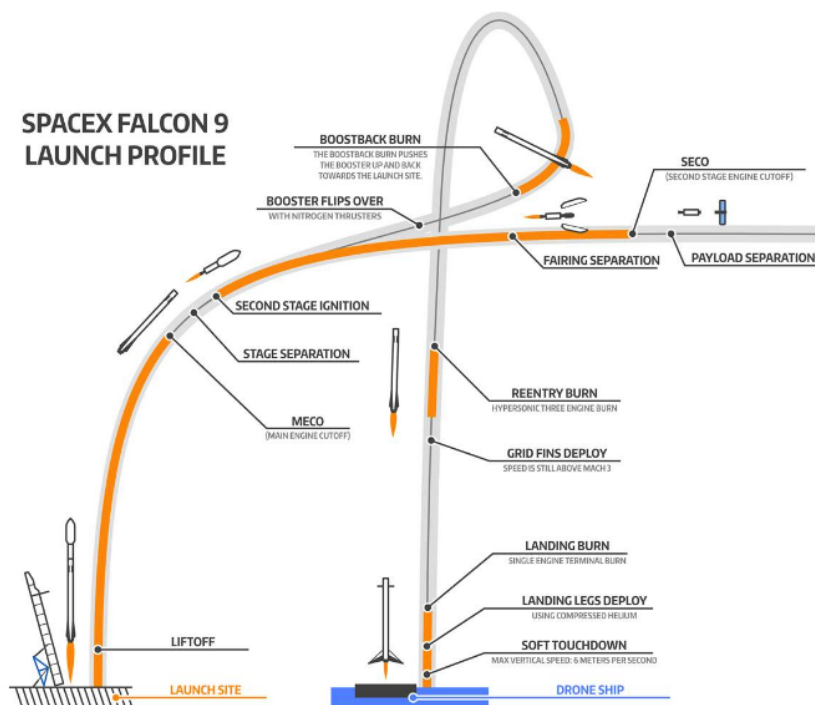 SPACEX FALCON 9
LAUNCH PROFILE
BOOSTBACK BURN
THE BOOSTBACK BURN PUSHES
THE BOOSTER UP AND BACK
TOWARDS THE LAUNCH SITE.
SECO
(SECOND STAGE ENGINE CUTOFF)
BOOSTER FLIPS OVER
WITH NITROGEN THRUSTERS
FAIRING SEPARATION
PAYLOAD SEPARATION
SECOND STAGE IGNITION
STAGE SEPARATION
MECO
(MAIN ENGINE CUTOFF)
REENTRY BURN
HYPERSONIC THREE ENGINE BURN
GRID FINS DEPLOY
SPEED IS STILL ABOVE MACH 3
LANDING BURN
SINGLE ENGINE TERMINAL BURN
LANDING LEGS DEPLOY
USING COMPRESSED HELIUM
LIFTOFF
SOFT TOUCHDOWN
MAX VERTICAL SPEED: 6 METERS PER SECOND
LAUNCH SITE
DRONE SHIP